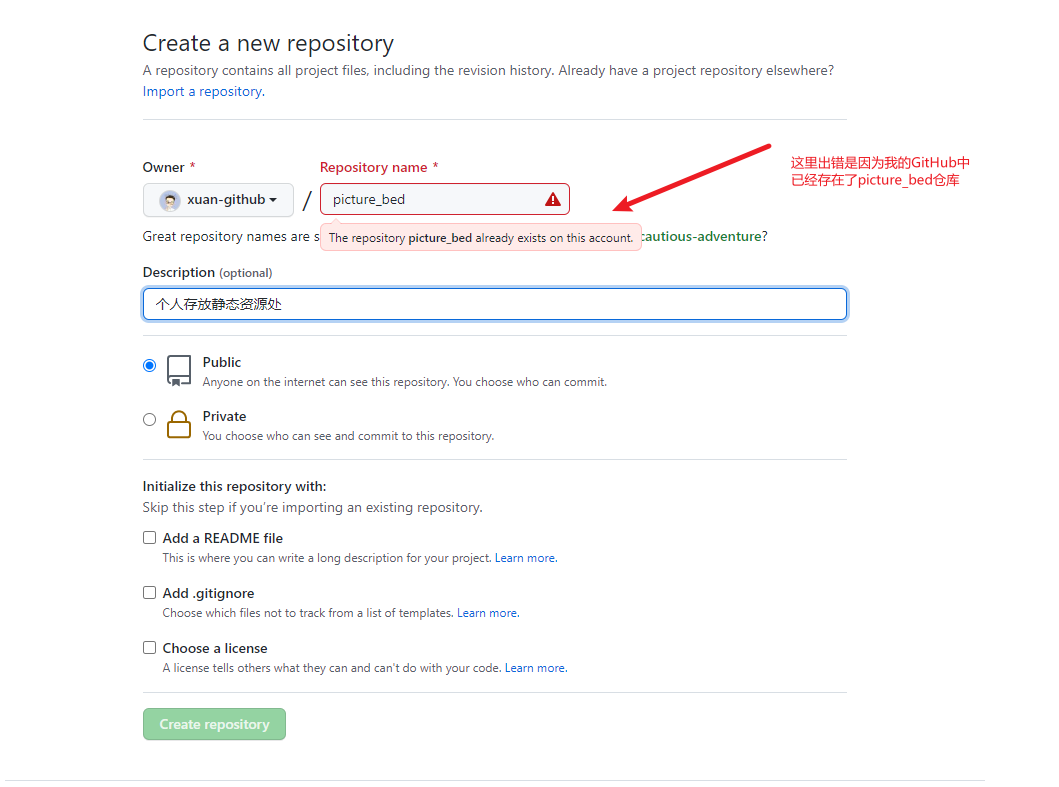 Create a new repository
A repository contains all project files, including the revision history. Already have a project repository elsewhere?
Import a repository.
Owner *
Repository name *
xuan-github
/
picture_bed
这里出错是因为我的GitHub中
已经存在了picture_bed仓库
Great repository names are s
The repository picture_bed already exists on this account.
cautious-adventure?
Description (optional)
个人存放静态资源处
Public
Anyone on the internet can see this repository. You choose who can commit.
Private
You choose who can see and commit to this repository.
Initialize this repository with:
Skip this step if you're importing an existing repository.
Add a README file
This is where you can write a long description for your project. Learn more.
Add .gitignore
Choose which files not to track from a list of templates. Learn more.
Choose a license
A license tells others what they can and can't do with your code. Learn more.
Create repository